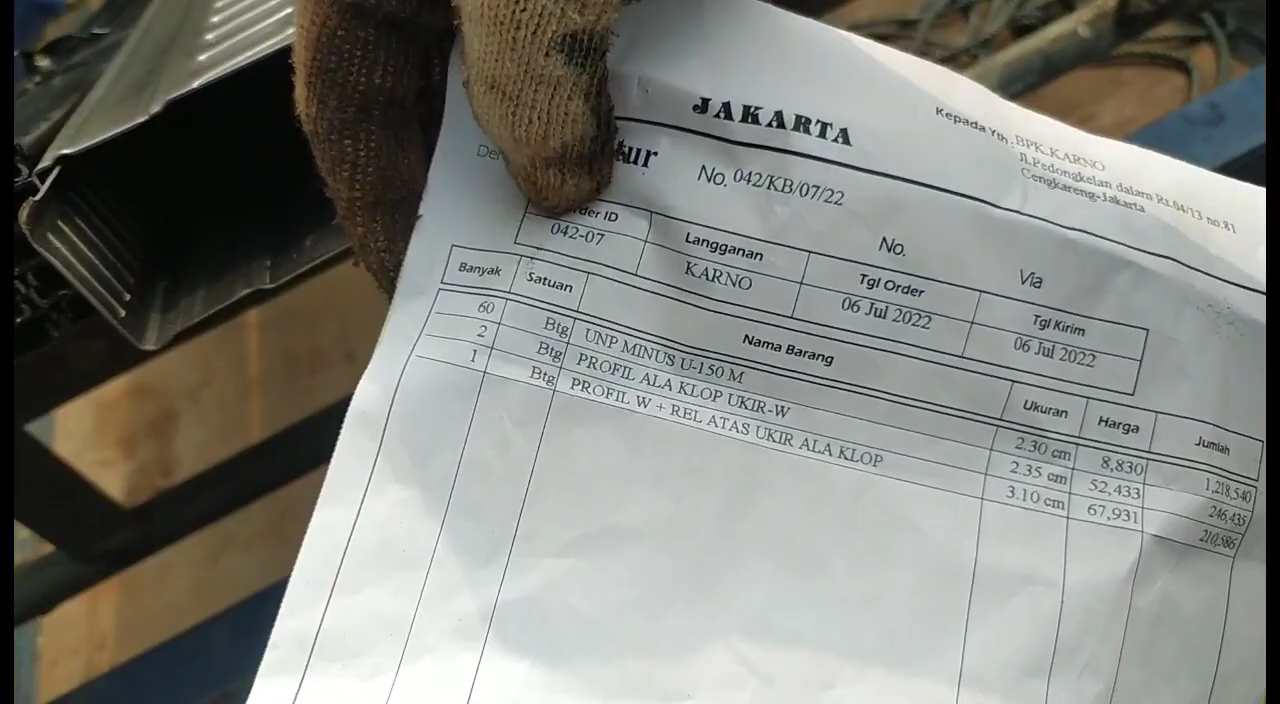 JAKARTA
Kepada Yth. BPK.KARNO
Jl.Pedongkelan dalam Rt.04/13 no.81
Cengkareng-Jakarta
No. 042/KB/07/22
No.
Via
Order ID Langganan Tgl Order Tgl Kirim
042-07 KARNO 06 Jul 2022 06 Jul 2022
Banyak Satuan Nama Barang Ukuran Harga Jumlah
60 Btg UNP MINUS U-150 M 2.30 cm 8,830 1,218,540
2 Btg PROFIL ALA KLOP UKIR-W 2.35 cm 52,433 246,435
1 Btg PROFIL W + REL ATAS UKIR ALA KLOP 3.10 cm 67,931 210,586